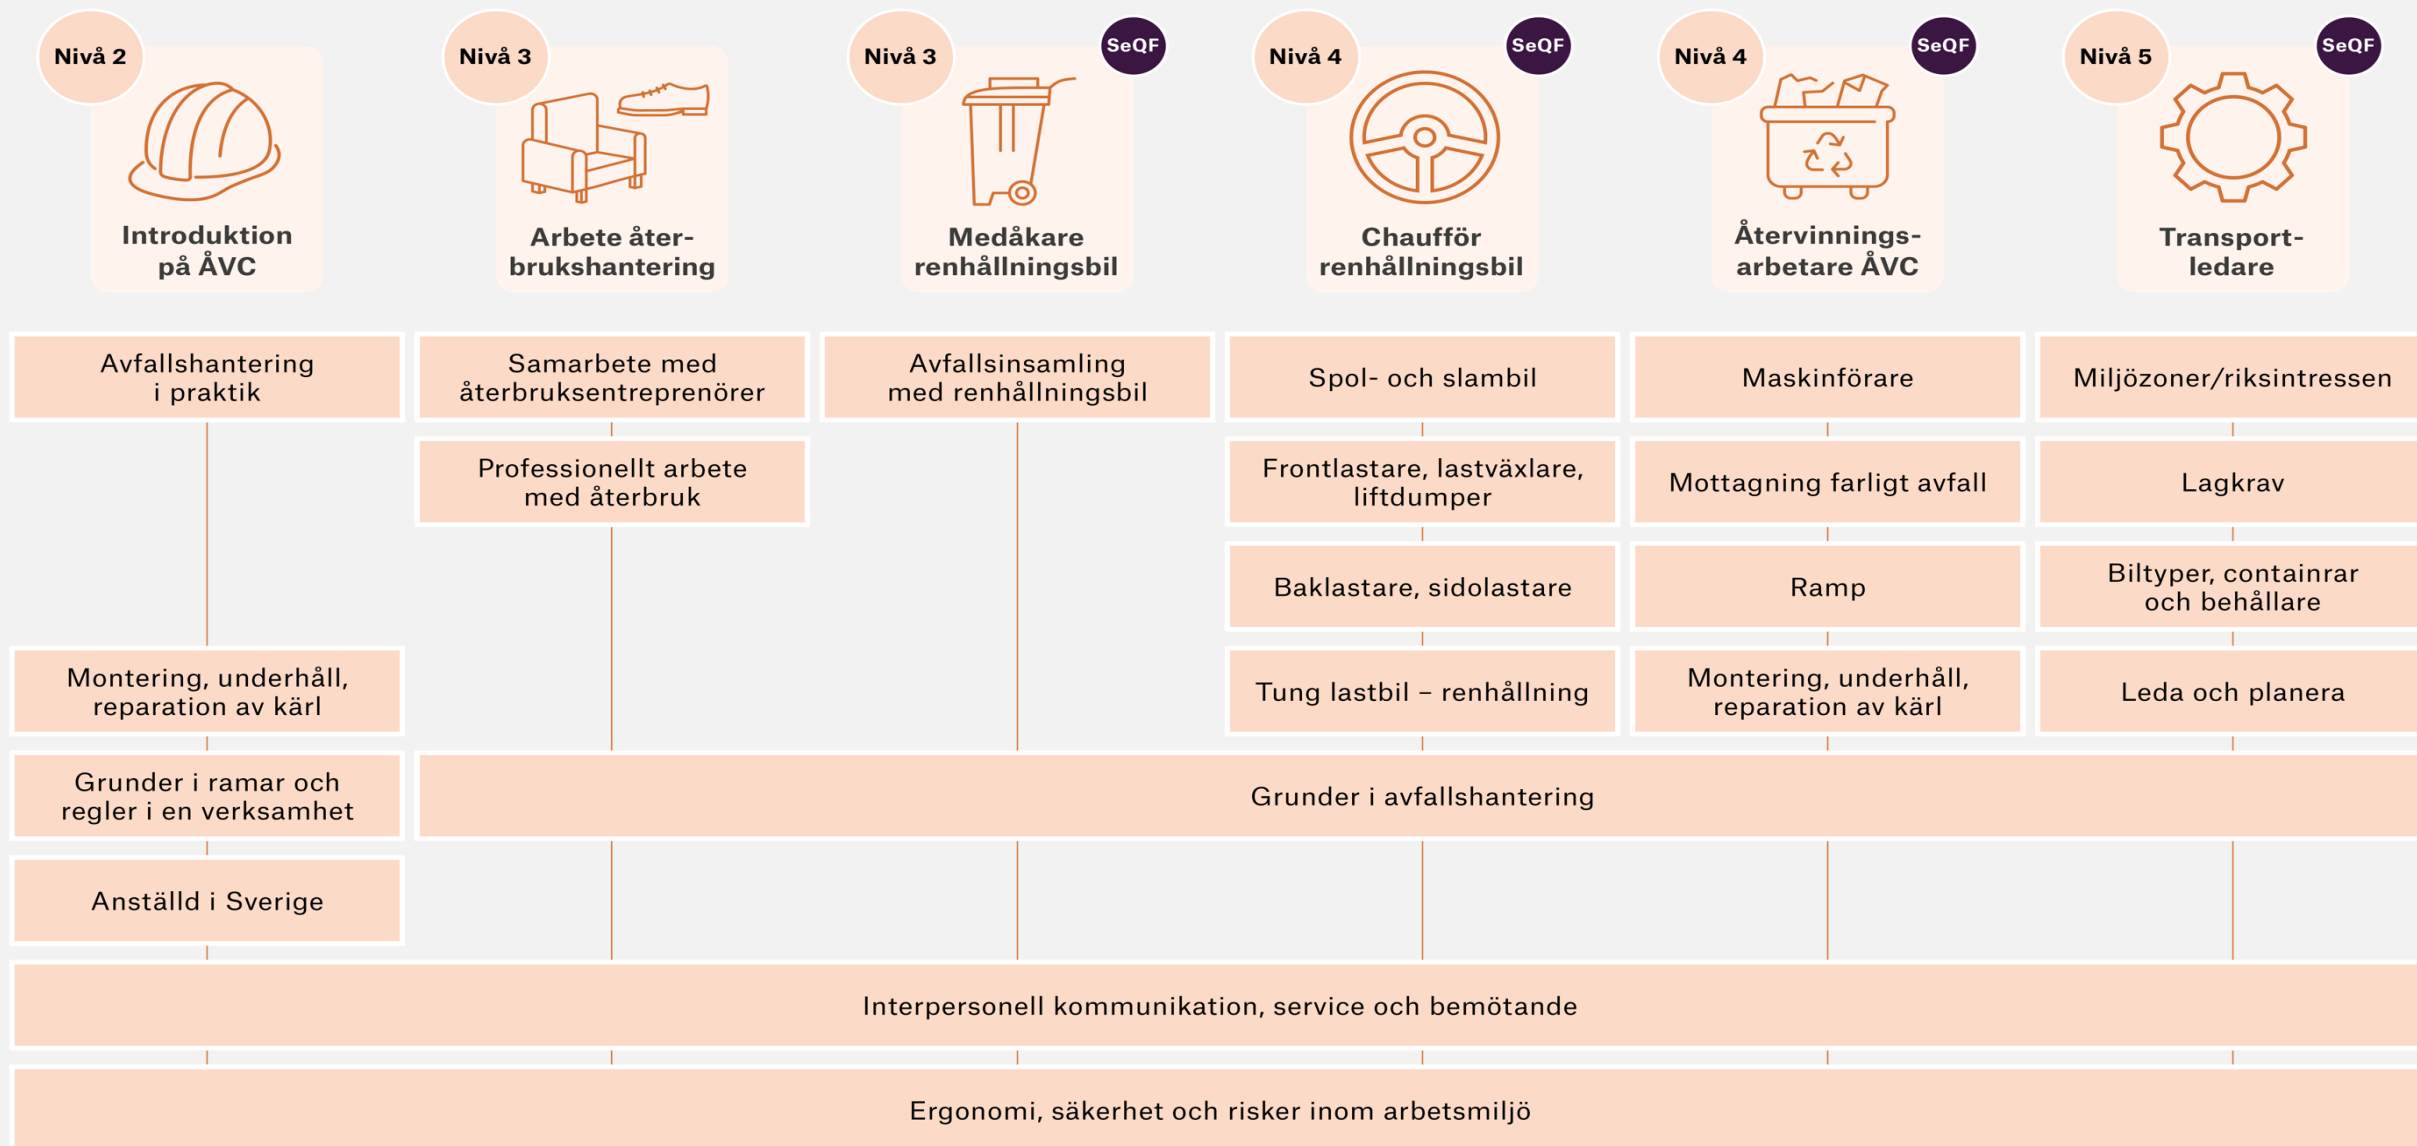 Nivå 2
Introduktion
på ÅVC
Nivå 3
Arbete åter-
brukshantering
Nivå 3
SeQF
Medåkare
renhållningsbil
Nivå 4
SeQF
Chaufför
renhållningsbil
Nivå 4
SeQF
Återvinnings-
arbetare ÅVC
Nivå 5
SeQF
Transport-
ledare
Avfallshantering
i praktik
Samarbete med
återbruksentreprenörer
Avfallsinsamling
med renhållningsbil
Spol- och slambil
Maskinförare
Miljözoner/riksintressen
Professionellt arbete
med återbruk
Frontlastare, lastväxlare,
liftdumper
Mottagning farligt avfall
Lagkrav
Baklastare, sidolastare
Ramp
Biltyper, containrar
och behållare
Montering, underhåll,
reparation av kärl
Tung lastbil – renhållning
Montering, underhåll,
reparation av kärl
Leda och planera
Grunder i ramar och
regler i en verksamhet
Grunder i avfallshantering
Anställd i Sverige
Interpersonell kommunikation, service och bemötande
Ergonomi, säkerhet och risker inom arbetsmiljö